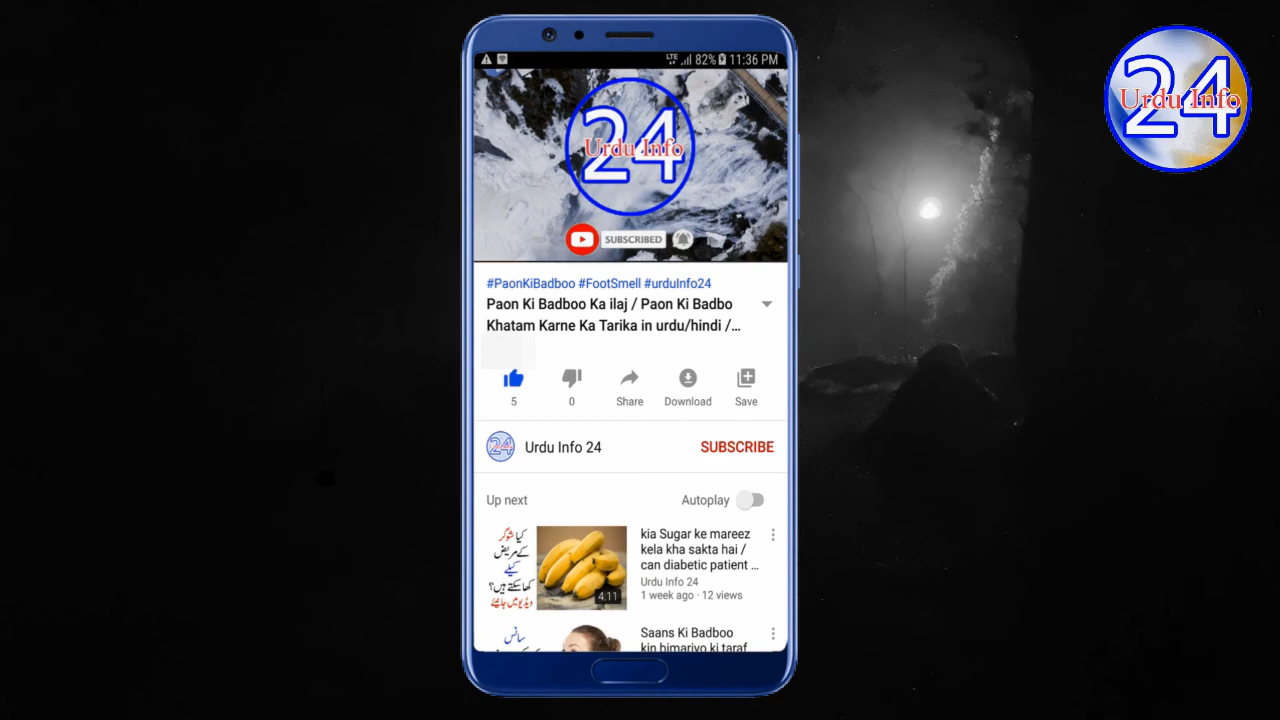 LTE 82% 11:36 PM
24
Urdu Info
24
Urdu Info
SUBSCRIBED
#PaonKiBadboo #FootSmell #urduInfo24
Paon Ki Badboo Ka ilaj / Paon Ki Badbo
Khatam Karne Ka Tarika in urdu/hindi /...
5
0
Share
Download
Save
24
Urdu Info 24
SUBSCRIBE
Up next
Autoplay
کیا شوگر
کے مریض
کیلے
کھاسکتے ہیں؟
ویڈیو میں جانیئے
4:11
kia Sugar ke mareez
kela kha sakta hai /
can diabetic patient ...
Urdu Info 24
1 week ago · 12 views
سانس
Saans Ki Badboo
kin bimariyo ki taraf